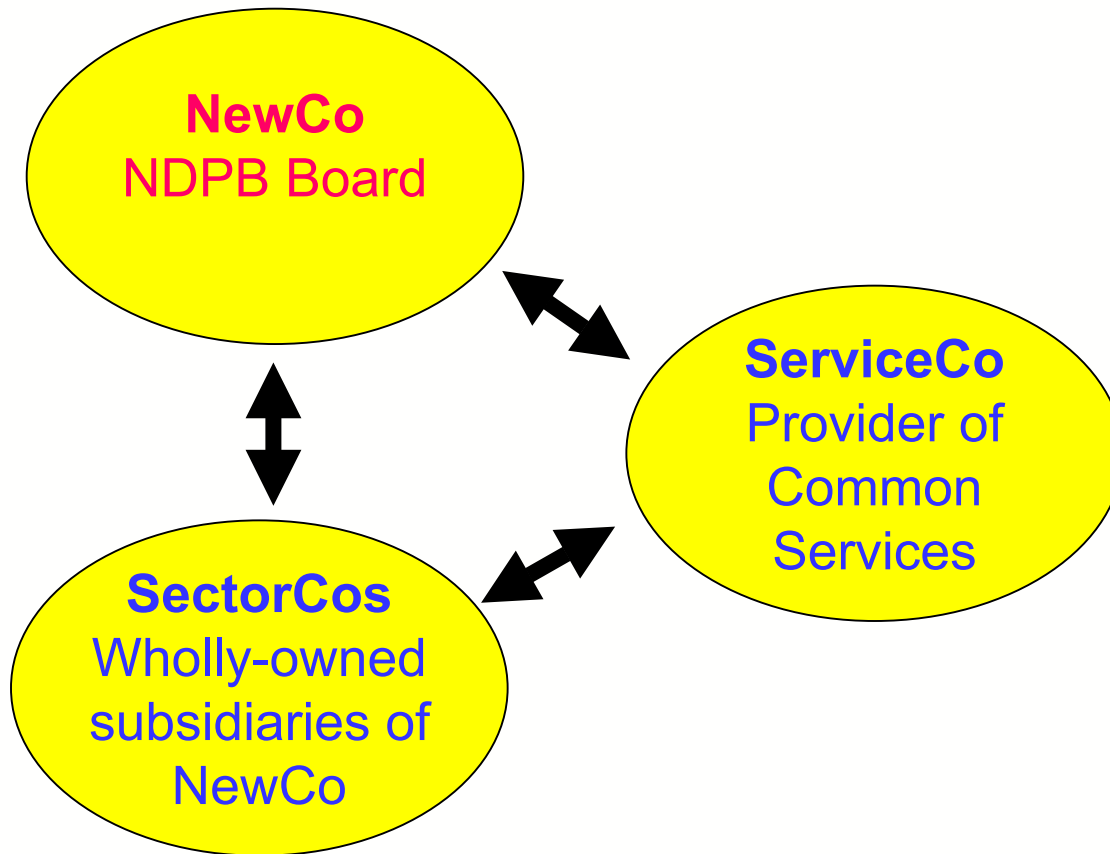 NewCo
NDPB Board
ServiceCo
Provider of
Common
Services
SectorCos
Wholly-owned
subsidiaries of
NewCo